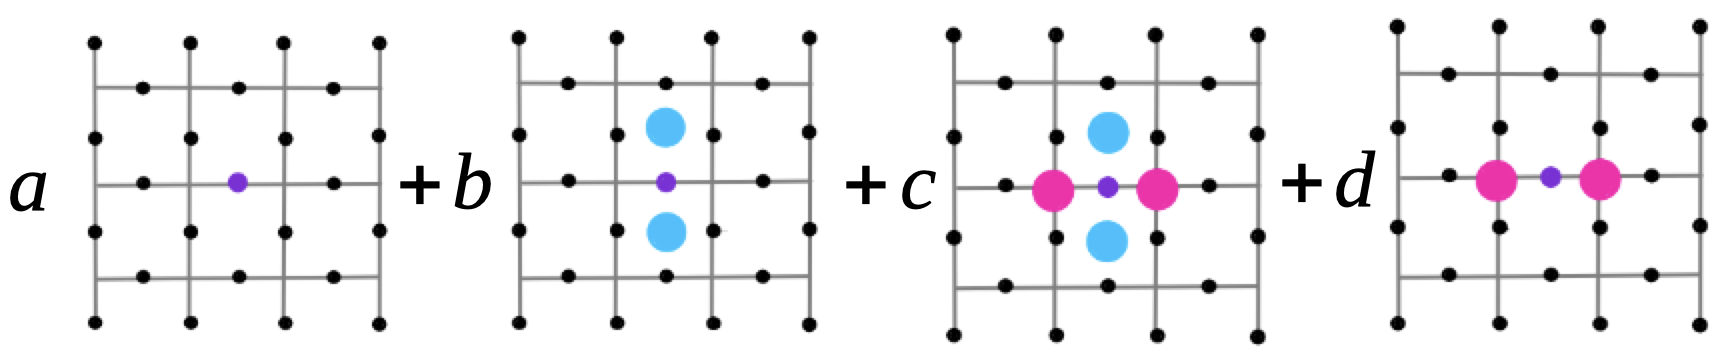 a + b + c + d